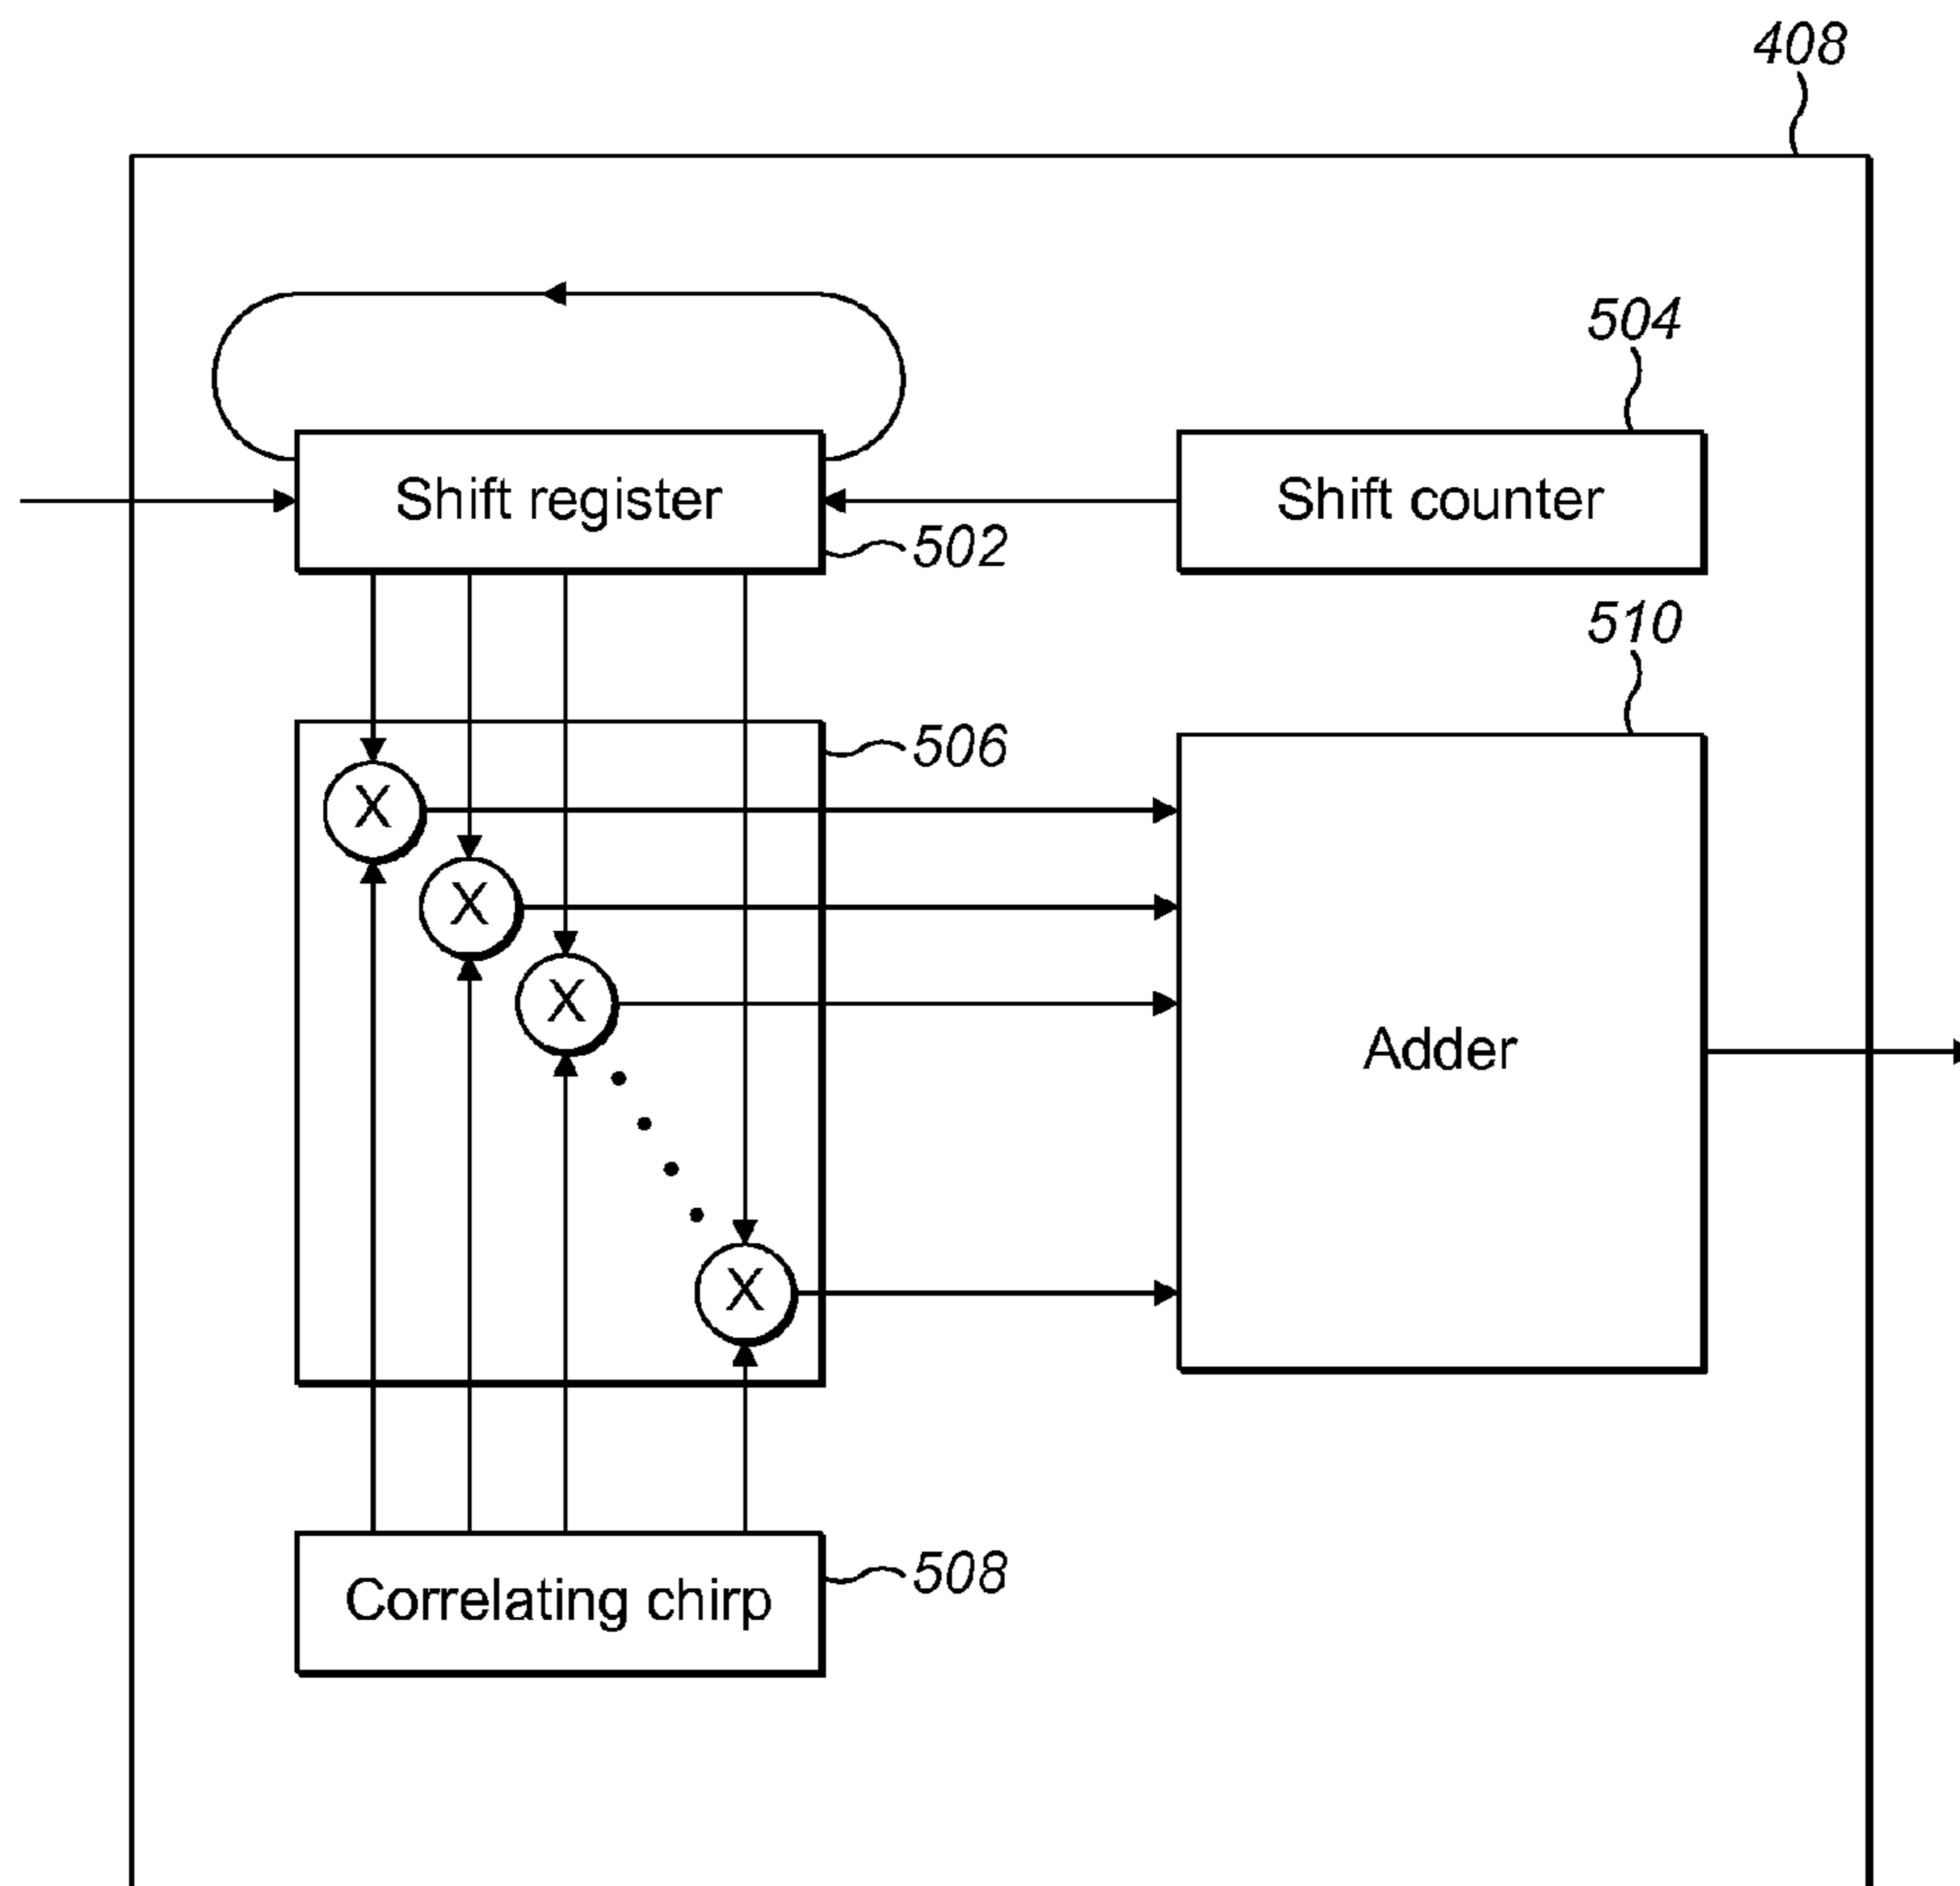 408
504
Shift register
Shift counter
502
510
506
X
X
X
Adder
X
Correlating chirp
508